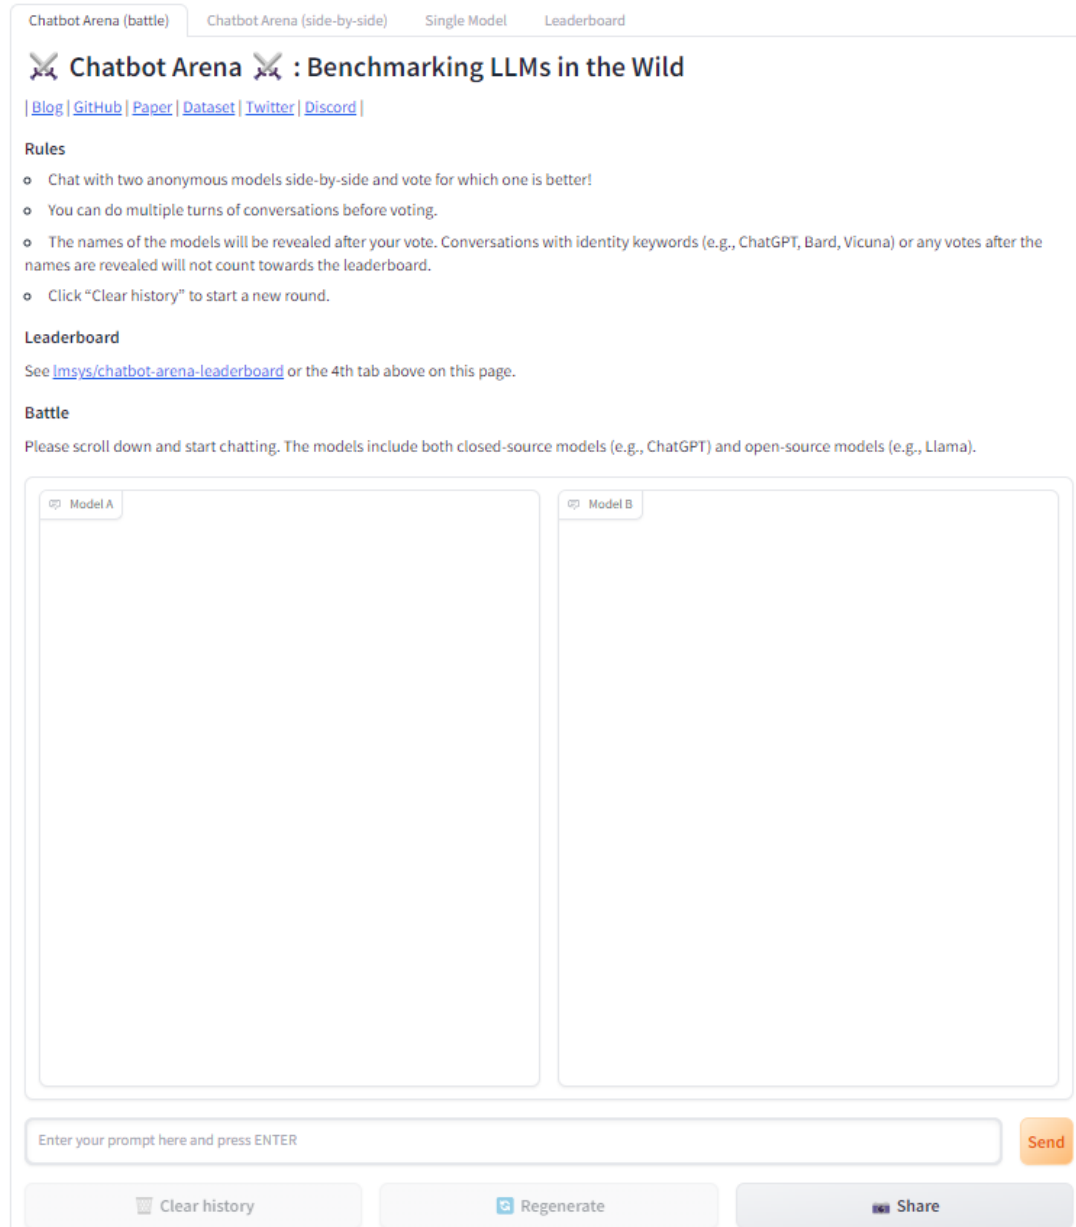 Chatbot Arena (battle) Chatbot Arena (side-by-side) Single Model Leaderboard
⚔️ Chatbot Arena ⚔️ : Benchmarking LLMs in the Wild
| Blog | GitHub | Paper | Dataset | Twitter | Discord |
Rules
Chat with two anonymous models side-by-side and vote for which one is better!
You can do multiple turns of conversations before voting.
The names of the models will be revealed after your vote. Conversations with identity keywords (e.g., ChatGPT, Bard, Vicuna) or any votes after the
names are revealed will not count towards the leaderboard.
Click “Clear history” to start a new round.
Leaderboard
See lmsys/chatbot-arena-leaderboard or the 4th tab above on this page.
Battle
Please scroll down and start chatting. The models include both closed-source models (e.g., ChatGPT) and open-source models (e.g., Llama).
Model A Model B
Enter your prompt here and press ENTER Send
Clear history Regenerate Share